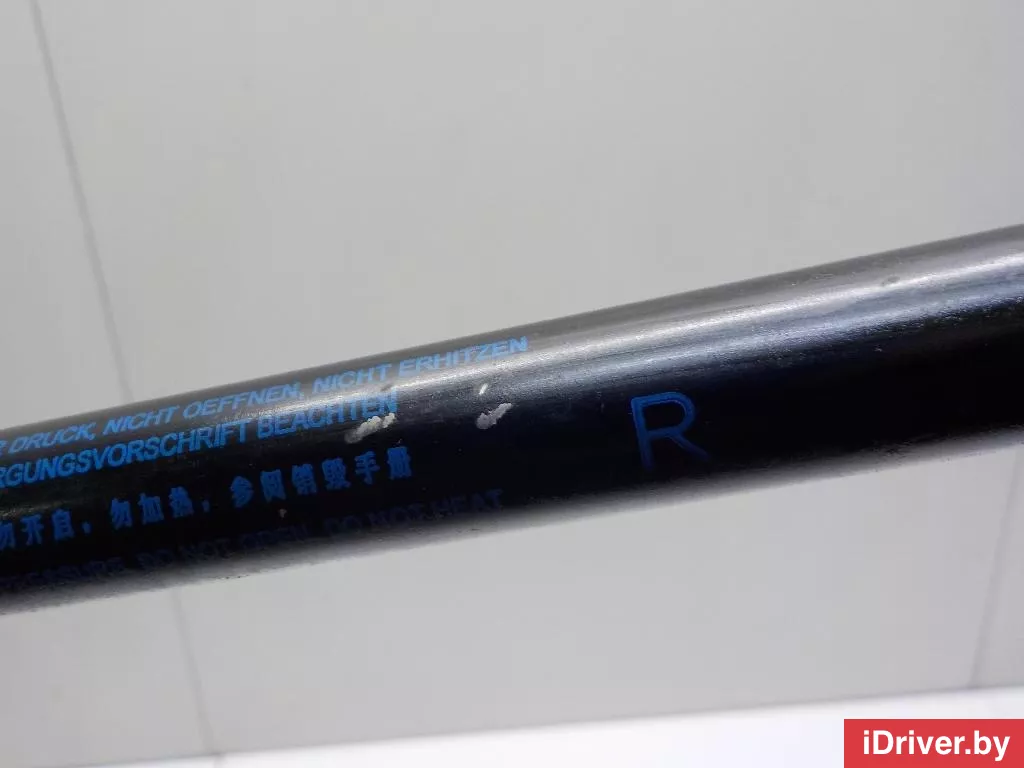 DRUCK, NICHT OEFFNEN, NICHT ERHITZEN
RGUNGSVORSCHRIFT BEACHTEN
勿开启，勿加热，参阅销毁手册
PRESSURE, DO NOT OPEN, DO NOT HEAT
R
iDriver.by